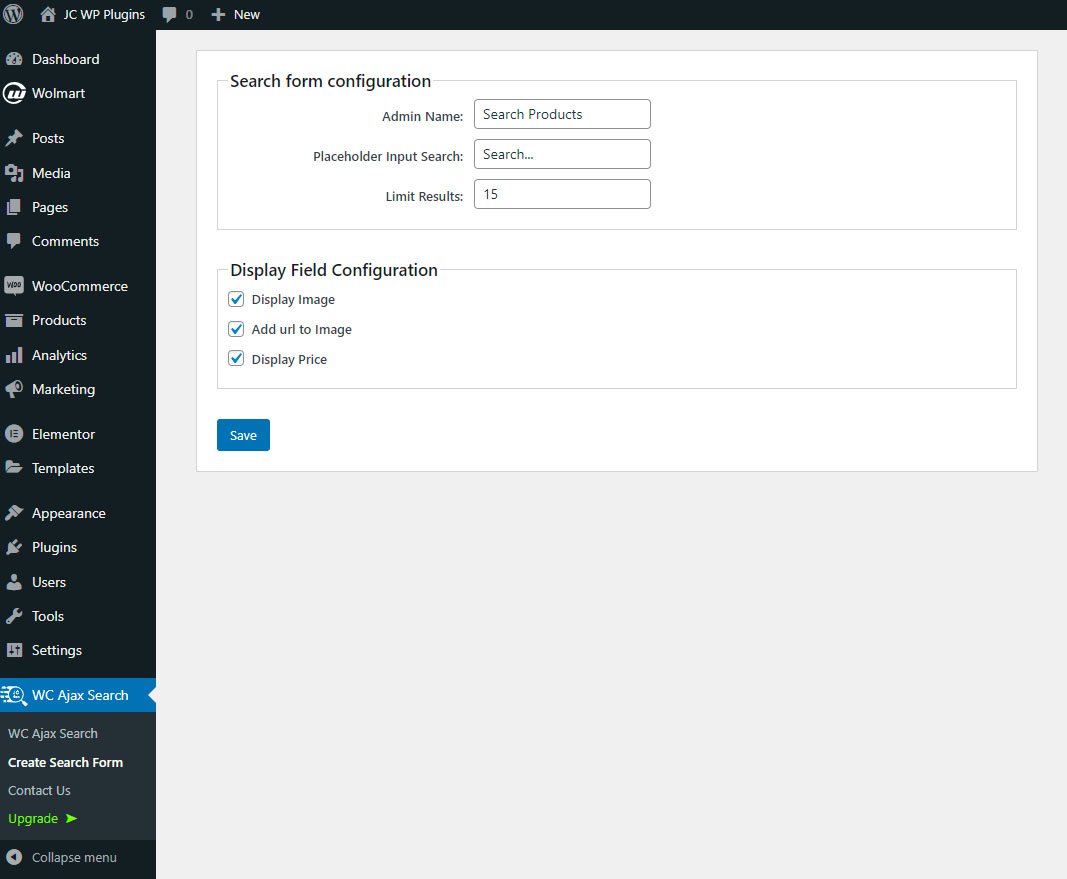 JC WP Plugins 0 New
Dashboard
Wolmart
Posts
Media
Pages
Comments
WooCommerce
Products
Analytics
Marketing
Elementor
Templates
Appearance
Plugins
Users
Tools
Settings
WC Ajax Search
WC Ajax Search
Create Search Form
Contact Us
Upgrade ➤
Collapse menu
Search form configuration
Admin Name: Search Products
Placeholder Input Search: Search...
Limit Results: 15
Display Field Configuration
Display Image
Add url to Image
Display Price
Save